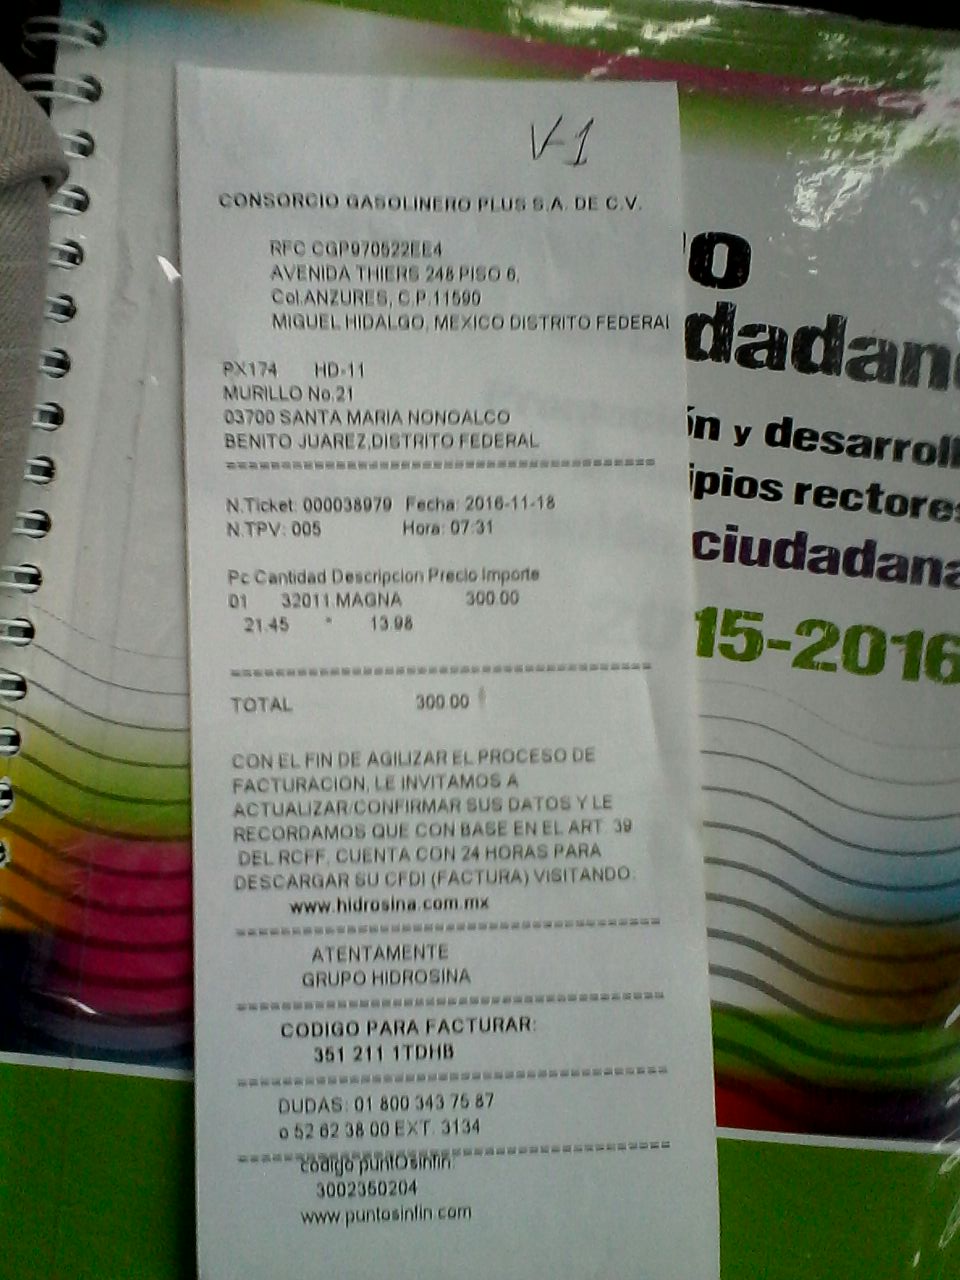 V-1
CONSORCIO GASOLINERO PLUS S.A. DE C.V.
RFC CGP970522EE4
AVENIDA THIERS 248 PISO 6,
Col.ANZURES, C.P.11590
MIGUEL HIDALGO, MEXICO DISTRITO FEDERAL
PX174 HD-11
MURILLO No.21
03700 SANTA MARIA NONOALCO
BENITO JUAREZ,DISTRITO FEDERAL
======================================
N.Ticket: 000038979 Fecha: 2016-11-18
N.TPV: 005 Hora: 07:31
Pc Cantidad Descripcion Precio Importe
01 32011 MAGNA 300.00
21.45 * 13.98
======================================
TOTAL 300.00
CON EL FIN DE AGILIZAR EL PROCESO DE
FACTURACION, LE INVITAMOS A
ACTUALIZAR/CONFIRMAR SUS DATOS Y LE
RECORDAMOS QUE CON BASE EN EL ART. 39
DEL RCFF, CUENTA CON 24 HORAS PARA
DESCARGAR SU CFDI (FACTURA) VISITANDO:
www.hidrosina.com.mx
======================================
ATENTAMENTE
GRUPO HIDROSINA
======================================
CODIGO PARA FACTURAR:
351 211 1TDHB
======================================
DUDAS: 01 800 343 75 87
o 52 62 38 00 EXT. 3134
======================================
codigo puntOsinfin:
3002350204
www.puntosinfin.com
o
dadan
ón y desarroll
ipios rectores
ciudadana
15-2016